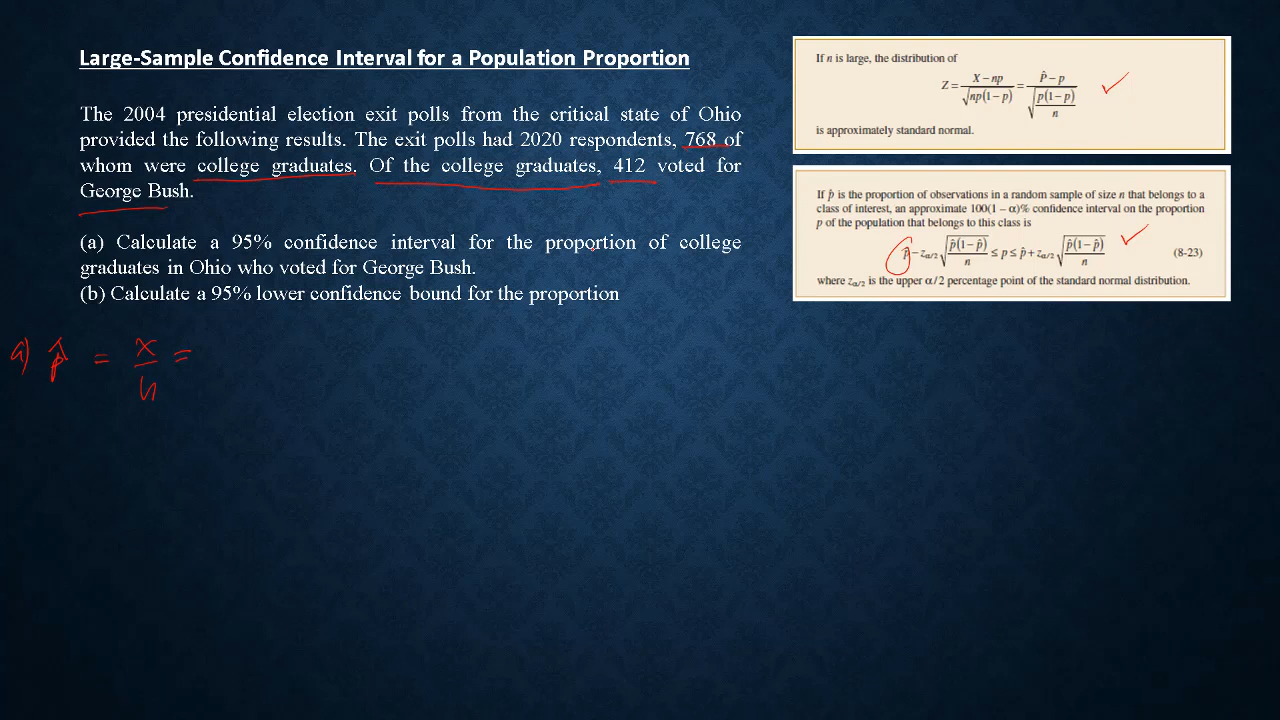 Large-Sample Confidence Interval for a Population Proportion
The 2004 presidential election exit polls from the critical state of Ohio
provided the following results. The exit polls had 2020 respondents, 768 of
whom were college graduates. Of the college graduates, 412 voted for
George Bush.
(a) Calculate a 95% confidence interval for the proportion of college
graduates in Ohio who voted for George Bush.
(b) Calculate a 95% lower confidence bound for the proportion
a) p̂ = x/n =
If n is large, the distribution of
Z = (X − np)/√(np(1 − p)) = (P̂ − p)/√(p(1 − p)/n)
is approximately standard normal.
If p̂ is the proportion of observations in a random sample of size n that belongs to a
class of interest, an approximate 100(1 − α)% confidence interval on the proportion
p of the population that belongs to this class is
p̂ − z_α/2 √(p̂(1 − p̂)/n) ≤ p ≤ p̂ + z_α/2 √(p̂(1 − p̂)/n) (8-23)
where z_α/2 is the upper α/2 percentage point of the standard normal distribution.